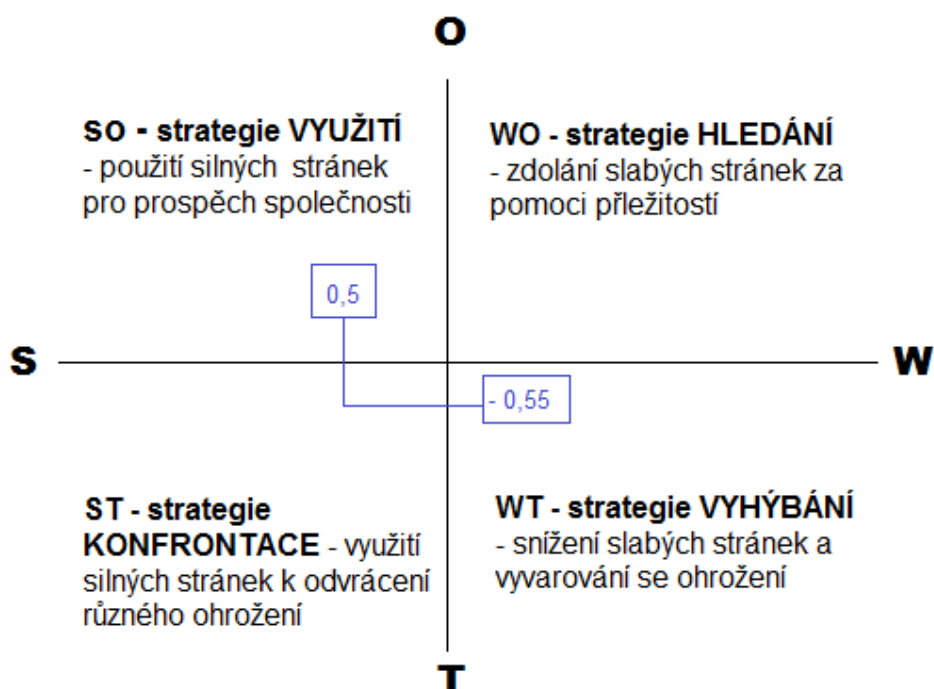 O
SO - strategie VYUŽITÍ
- použití silných stránek
pro prospěch společnosti
WO - strategie HLEDÁNÍ
- zdolání slabých stránek za
pomoci přležitostí
0,5
S
W
- 0,55
ST - strategie
KONFRONTACE - využití
silných stránek k odvrácení
různého ohrožení
WT - strategie VYHÝBÁNÍ
- snížení slabých stránek a
vyvarování se ohrožení
T